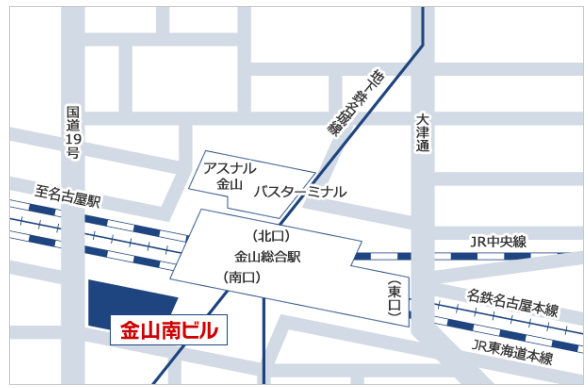 国道19号
地下鉄名城線
大津通
アスナル
金山
バスターミナル
至名古屋駅
(北口)
金山総合駅
(南口)
(東口)
JR中央線
名鉄名古屋本線
JR東海道本線
金山南ビル